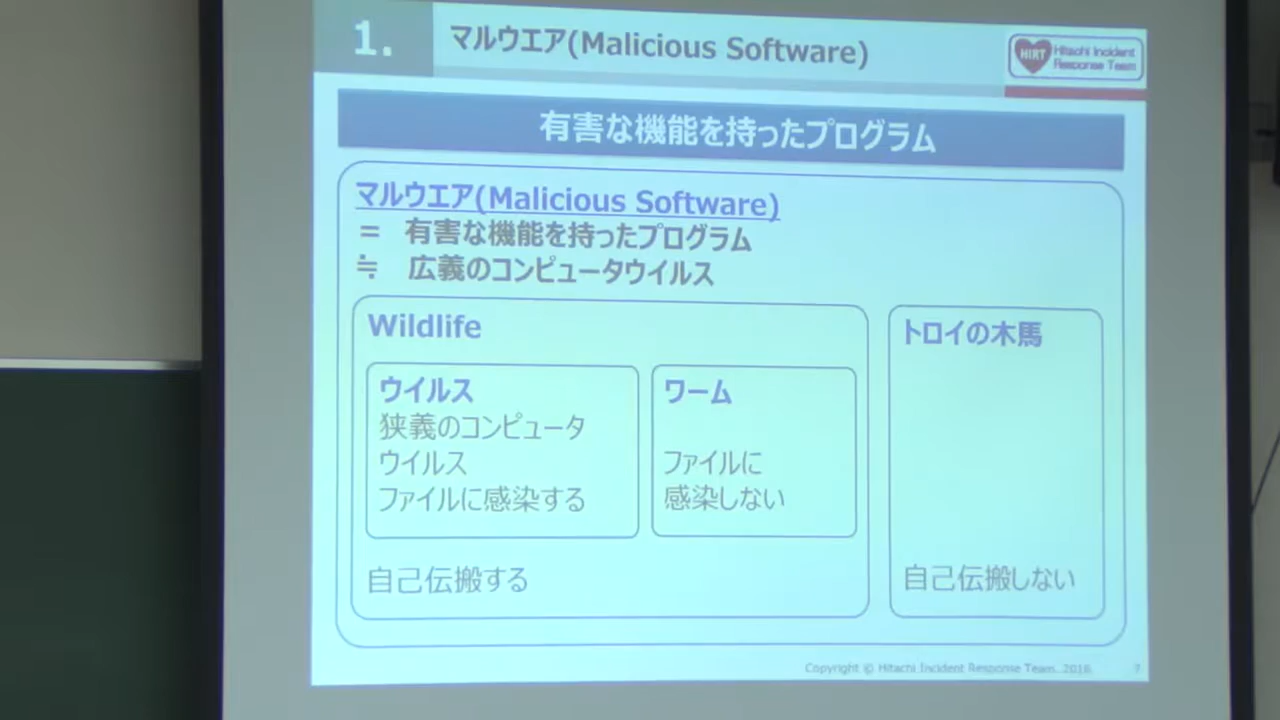 1.
マルウエア(Malicious Software)
HIRT
Hitachi Incident
Response Team
有害な機能を持ったプログラム
マルウエア(Malicious Software)
= 有害な機能を持ったプログラム
≒ 広義のコンピュータウイルス
Wildlife
ウイルス
狭義のコンピュータ
ウイルス
ファイルに感染する
ワーム
ファイルに
感染しない
自己伝搬する
トロイの木馬
自己伝搬しない
Copyright © Hitachi Incident Response Team. 2016.
7